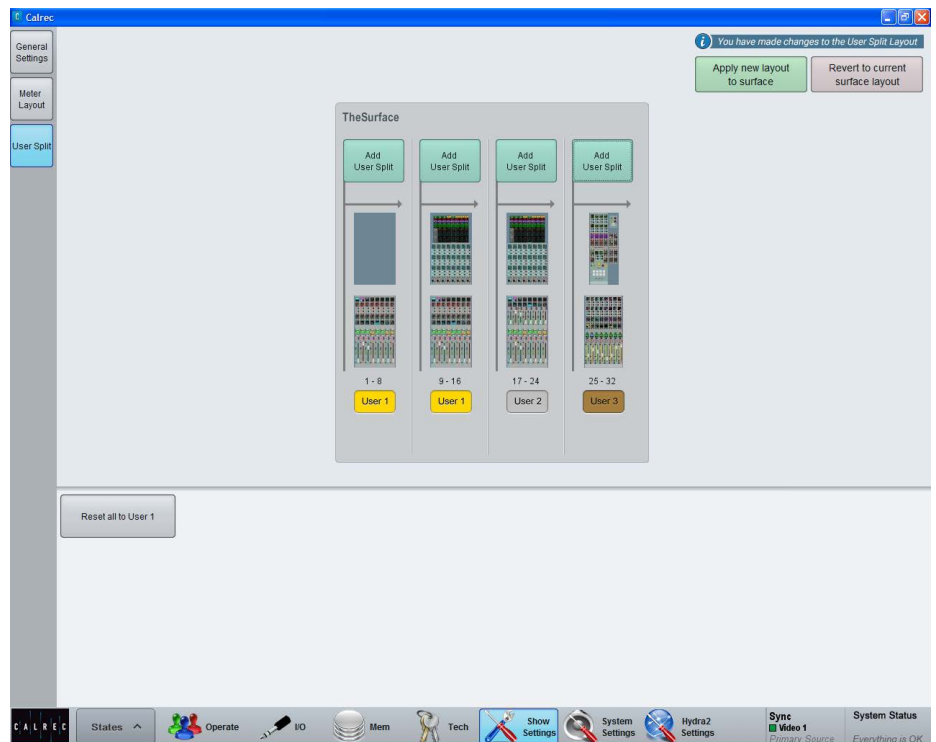 Calrec
General
Settings
Meter
Layout
User Split
You have made changes to the User Split Layout
Apply new layout
to surface
Revert to current
surface layout
TheSurface
Add
User Split
Add
User Split
Add
User Split
Add
User Split
1 - 8
9 - 16
17 - 24
25 - 32
User 1
User 1
User 2
User 3
Reset all to User 1
CALREC
States
Operate
I/O
Mem
Tech
Show
Settings
System
Settings
Hydra2
Settings
Sync
Video 1
Primary Source
System Status
Everything is OK